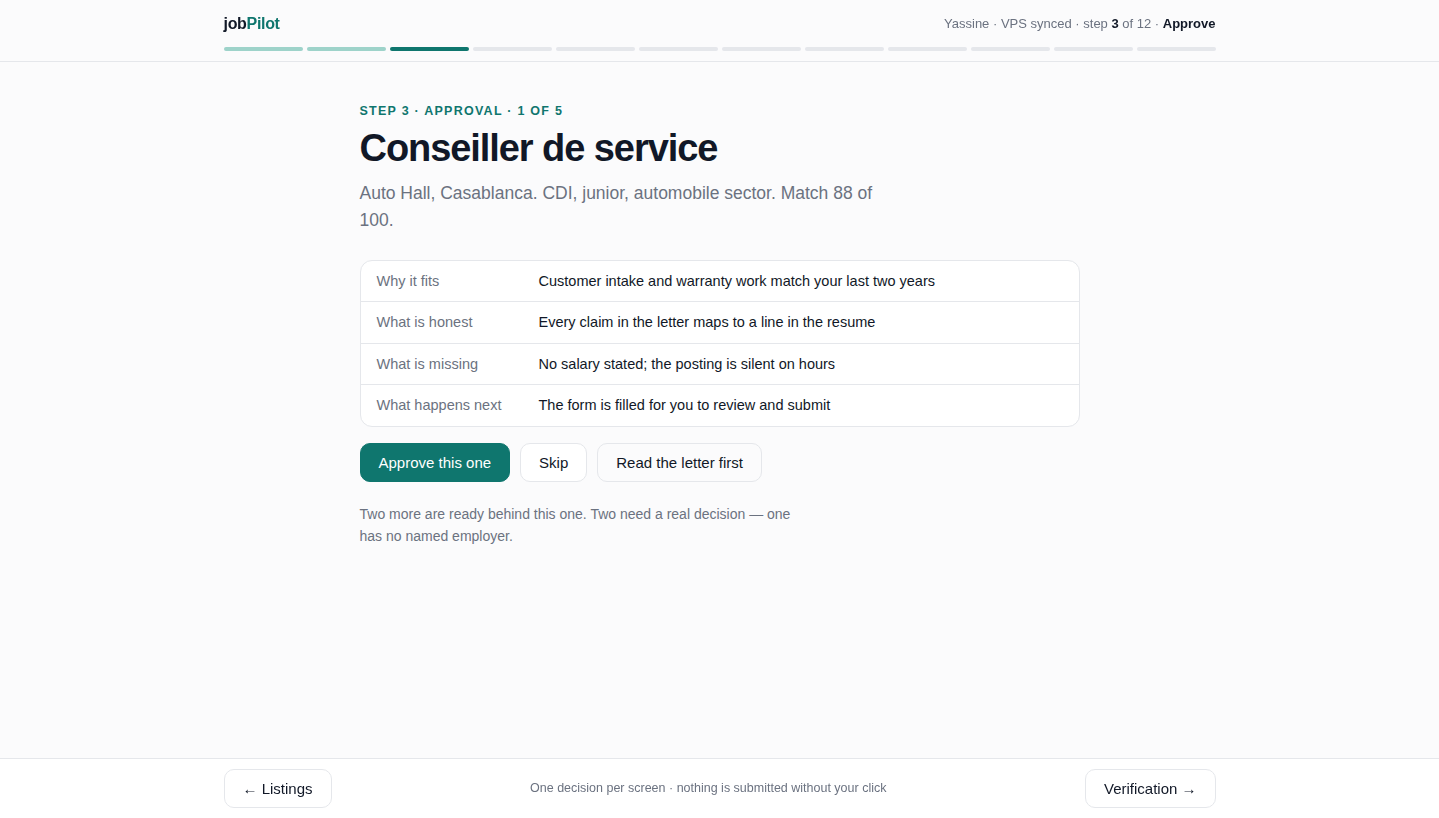 jobPilot
Yassine · VPS synced · step 3 of 12 · Approve
STEP 3 · APPROVAL · 1 OF 5
Conseiller de service
Auto Hall, Casablanca. CDI, junior, automobile sector. Match 88 of
100.
Why it fits Customer intake and warranty work match your last two years
What is honest Every claim in the letter maps to a line in the resume
What is missing No salary stated; the posting is silent on hours
What happens next The form is filled for you to review and submit
Approve this one Skip Read the letter first
Two more are ready behind this one. Two need a real decision — one
has no named employer.
← Listings One decision per screen · nothing is submitted without your click Verification →